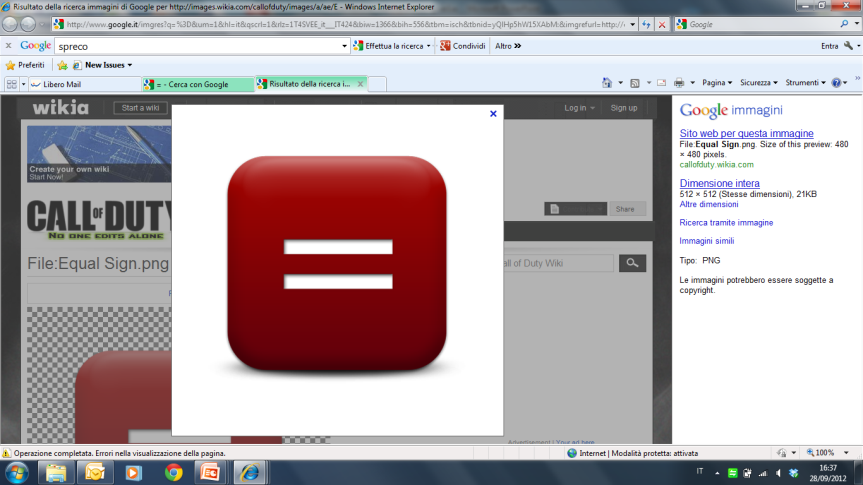 Risultato della ricerca immagini di Google per http://images.wikia.com/callofduty/images/a/ae/E - Windows Internet Explorer
Google
Google spreco Effettua la ricerca Condividi Altro » Entra
Preferiti New Issues
Libero Mail = - Cerca con Google Risultato della ricerca i... x Pagina Sicurezza Strumenti
wikia Start a wiki Log in Sign up
Create your own wiki
Start Now!
CALL OF DUTY
NO ONE EDITS ALONE
Share
File:Equal Sign.png
all of Duty Wiki
=
Google immagini
Sito web per questa immagine
File:Equal Sign.png. Size of this preview: 480
× 480 pixels.
callofduty.wikia.com
Dimensione intera
512 × 512 (Stesse dimensioni), 21KB
Altre dimensioni
Ricerca tramite immagine
Immagini simili
Tipo: PNG
Le immagini potrebbero essere soggette a
copyright.
Advertisement | Your ad here
Operazione completata. Errori nella visualizzazione della pagina. Internet | Modalità protetta: attivata 100%
IT 16:37
28/09/2012